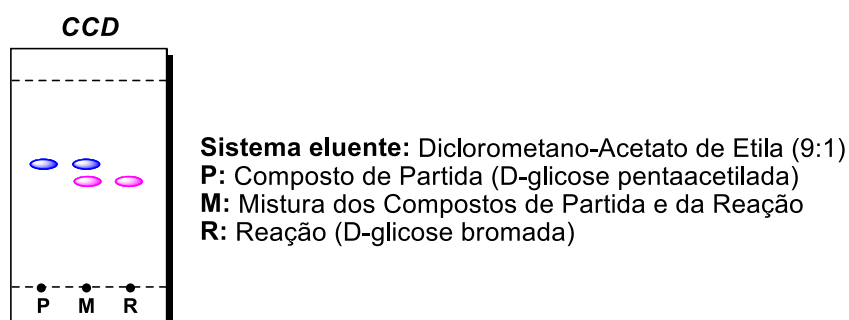 CCD
Sistema eluente: Diclorometano-Acetato de Etila (9:1)
P: Composto de Partida (D-glicose pentaacetilada)
M: Mistura dos Compostos de Partida e da Reação
R: Reação (D-glicose bromada)
P M R